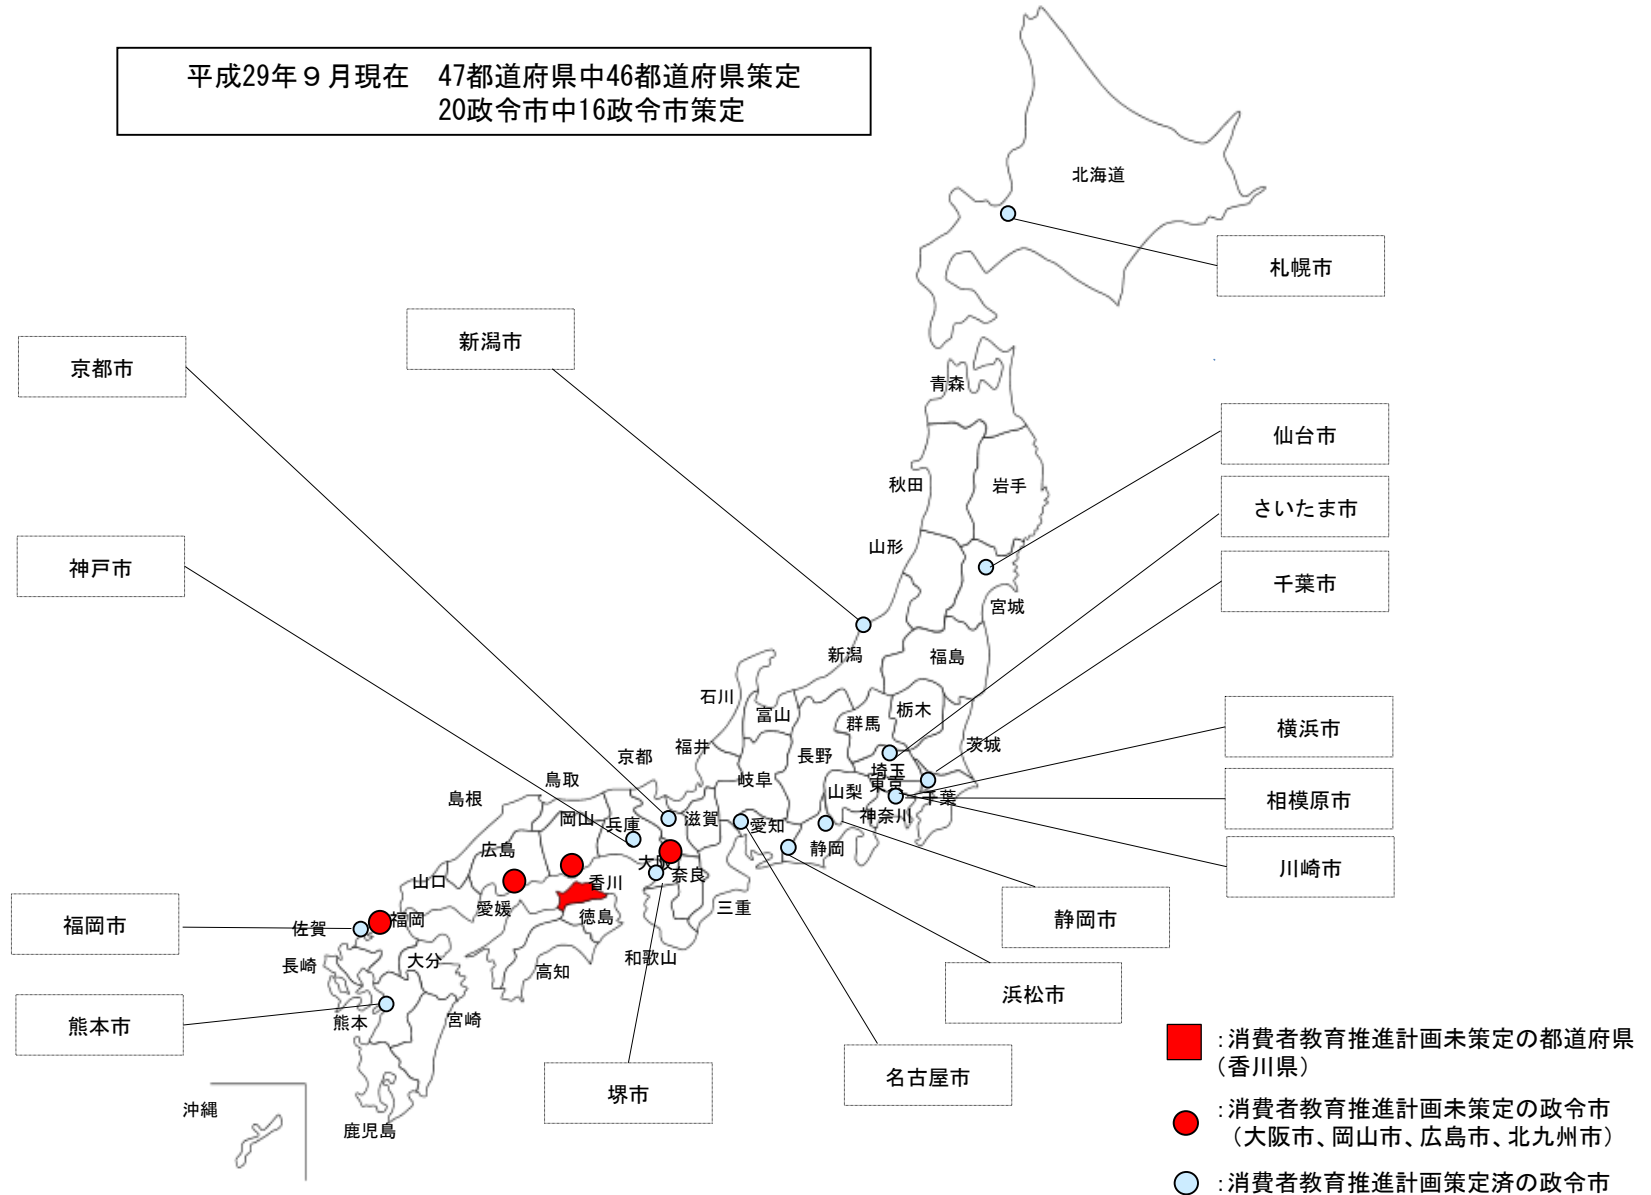 平成29年９月現在　47都道府県中46都道府県策定
20政令市中16政令市策定
北海道
札幌市
新潟市
京都市
青森
仙台市
秋田
岩手
さいたま市
山形
神戸市
千葉市
宮城
新潟
福島
石川
富山
群馬
栃木
横浜市
茨城
福井
京都
長野
鳥取
岐阜
埼玉
東京
山梨
千葉
相模原市
島根
神奈川
岡山
兵庫
滋賀
愛知
静岡
広島
大阪
奈良
川崎市
山口
香川
愛媛
徳島
三重
静岡市
福岡市
佐賀
福岡
和歌山
長崎
大分
高知
浜松市
熊本市
熊本
宮崎
名古屋市
堺市
沖縄
鹿児島
：消費者教育推進計画未策定の都道府県
（香川県）
：消費者教育推進計画未策定の政令市
（大阪市、岡山市、広島市、北九州市）
：消費者教育推進計画策定済の政令市